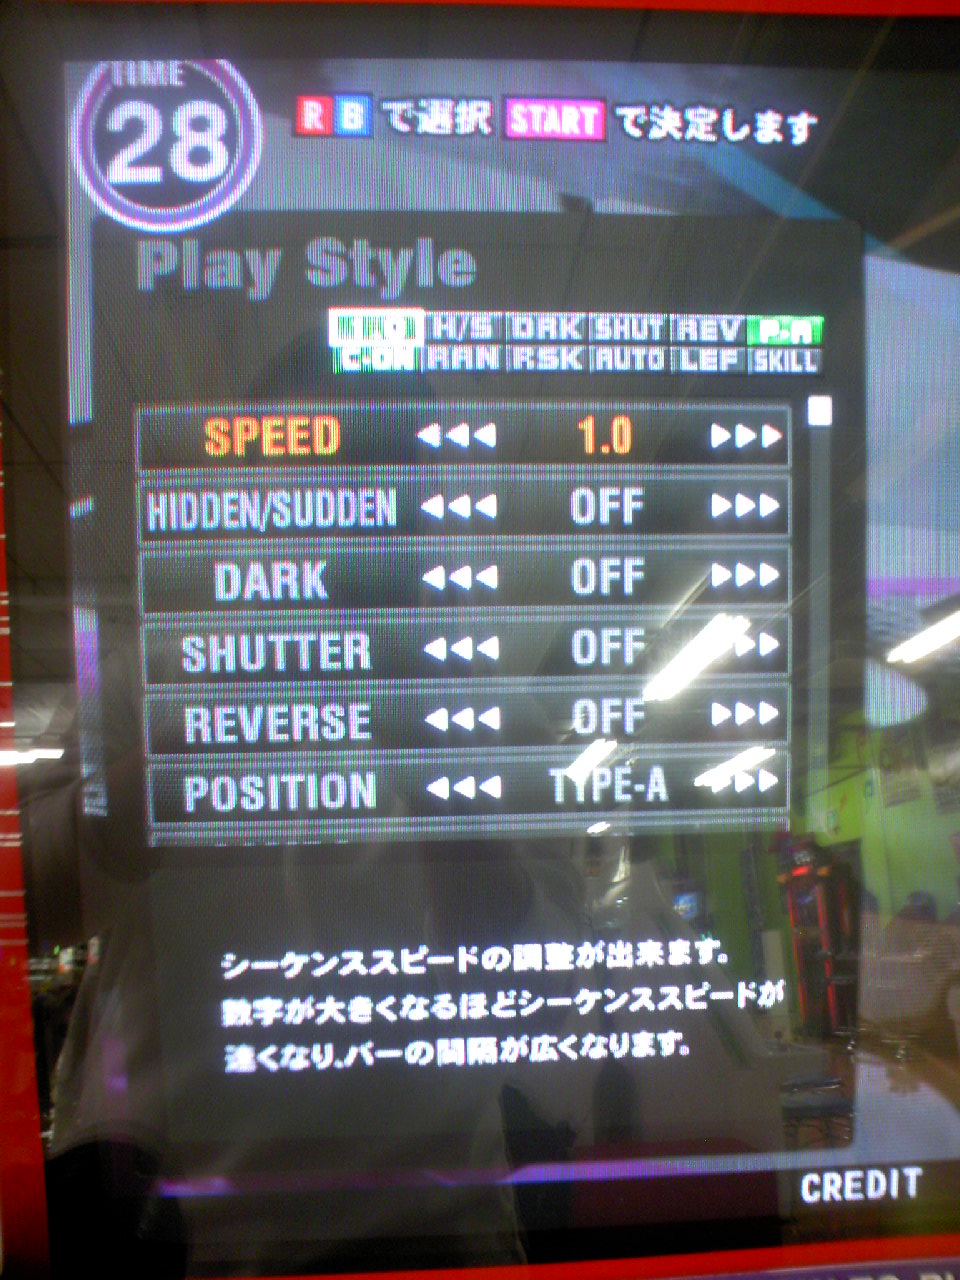 TIME
28
R B で選択 START で決定します
Play Style
H/S DRK SHUT REV P-A
C-ON RAN RSK AUTO LEF SKILL
SPEED 1.0
HIDDEN/SUDDEN OFF
DARK OFF
SHUTTER OFF
REVERSE OFF
POSITION TYPE-A
シーケンススピードの調整が出来ます。
数字が大きくなるほどシーケンススピードが
速くなり、バーの間隔が広くなります。
CREDIT